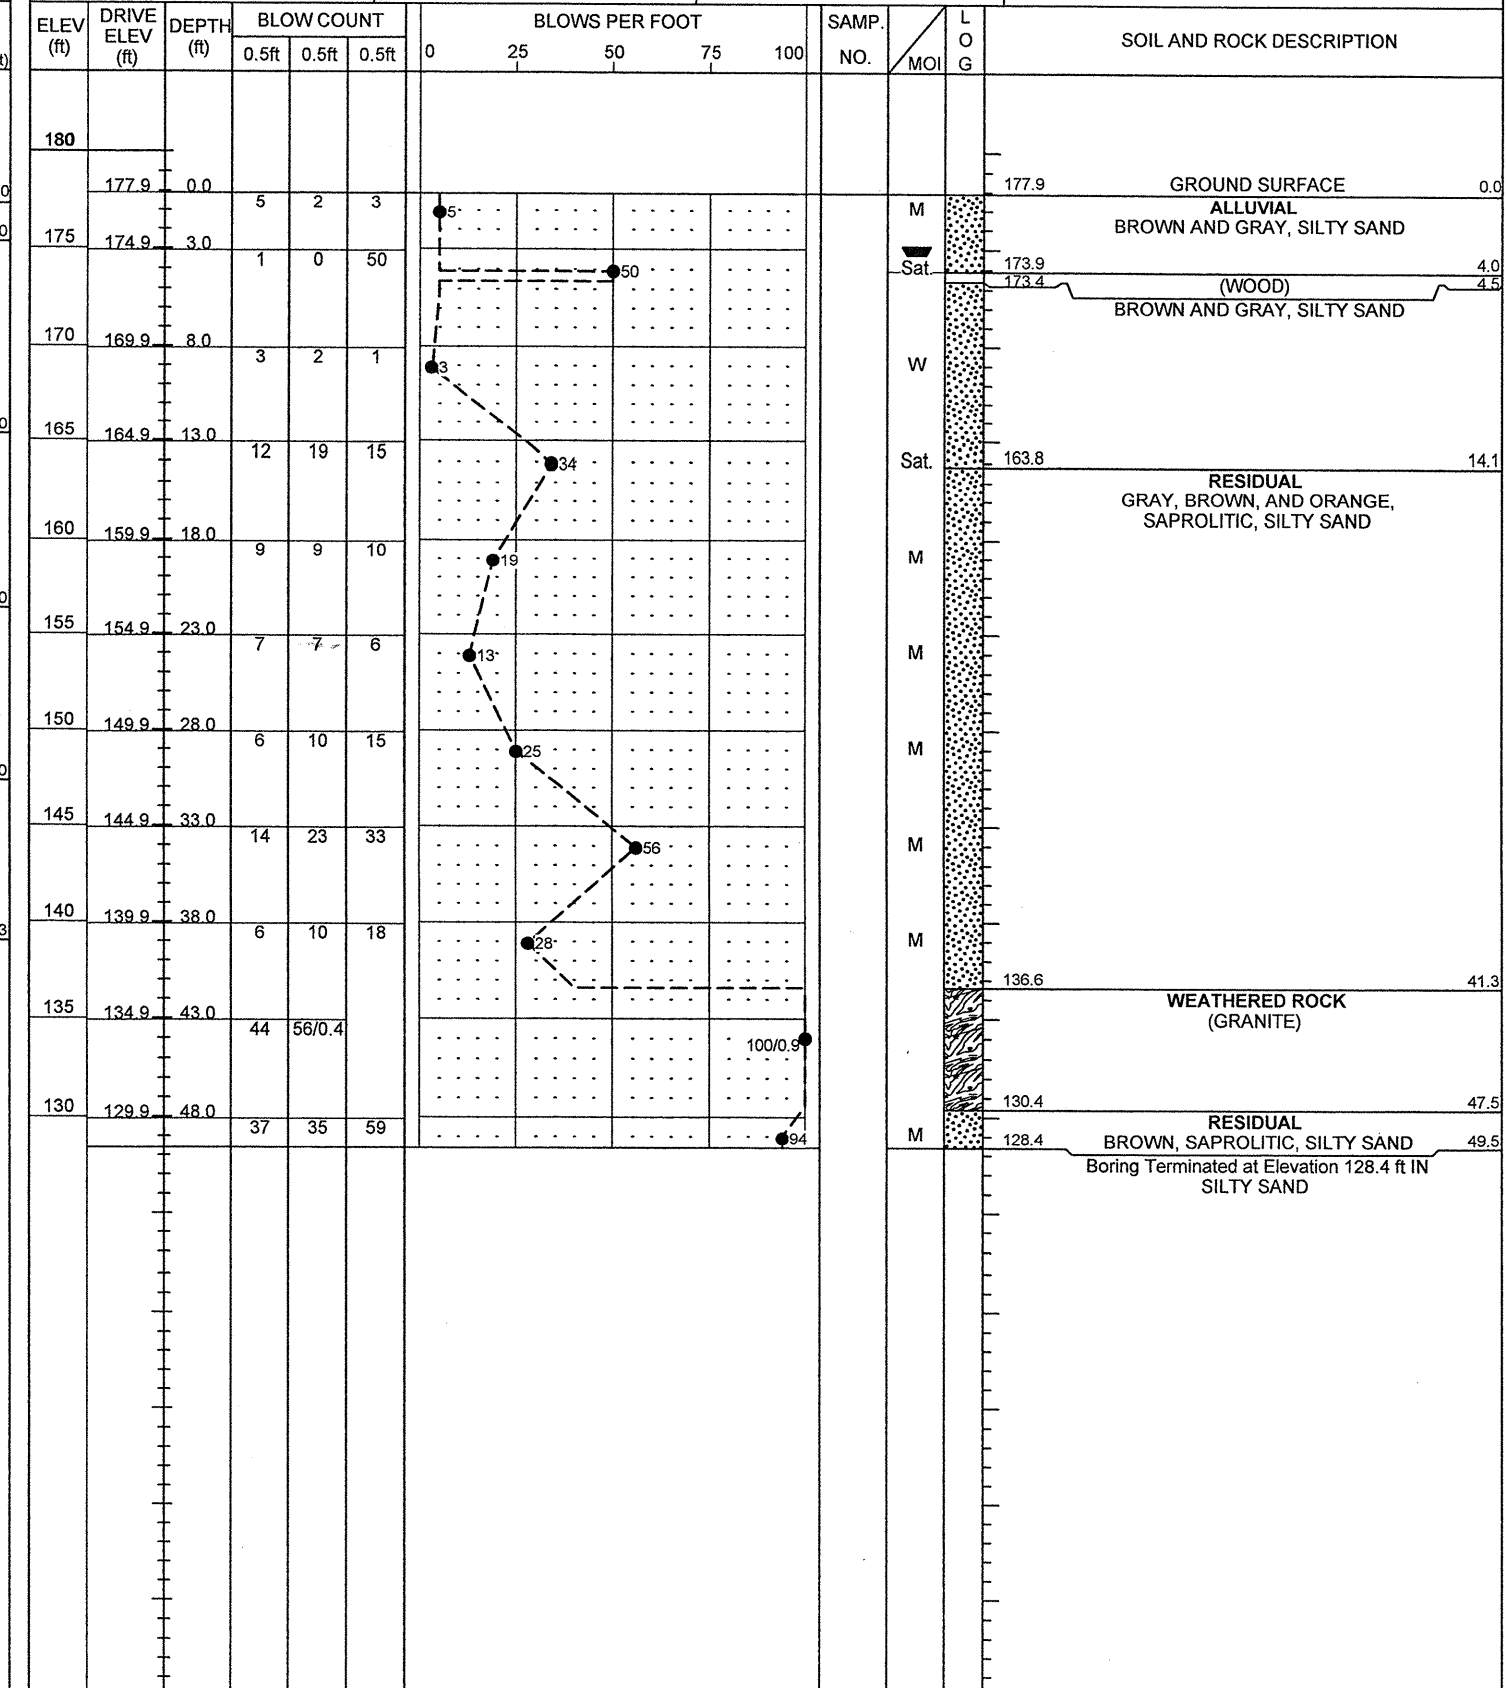 ELEV (ft) DRIVE ELEV (ft) DEPTH (ft) BLOW COUNT 0.5ft 0.5ft 0.5ft BLOWS PER FOOT 0 25 50 75 100 SAMP. NO. MOI LOG SOIL AND ROCK DESCRIPTION
180
177.9 0.0 177.9 GROUND SURFACE 0.0
5 2 3 5 M ALLUVIAL
BROWN AND GRAY, SILTY SAND
175 174.9 3.0
1 0 50 50 Sat. 173.9 4.0
173.4 (WOOD) 4.5
BROWN AND GRAY, SILTY SAND
170 169.9 8.0
3 2 1 3 W
165 164.9 13.0
12 19 15 34 Sat. 163.8 14.1
RESIDUAL
GRAY, BROWN, AND ORANGE,
SAPROLITIC, SILTY SAND
160 159.9 18.0
9 9 10 19 M
155 154.9 23.0
7 7 6 13 M
150 149.9 28.0
6 10 15 25 M
145 144.9 33.0
14 23 33 56 M
140 139.9 38.0
6 10 18 28 M
136.6 41.3
WEATHERED ROCK
(GRANITE)
135 134.9 43.0
44 56/0.4 100/0.9
130.4 47.5
130 129.9 48.0 RESIDUAL
37 35 59 94 M 128.4 BROWN, SAPROLITIC, SILTY SAND 49.5
Boring Terminated at Elevation 128.4 ft IN
SILTY SAND